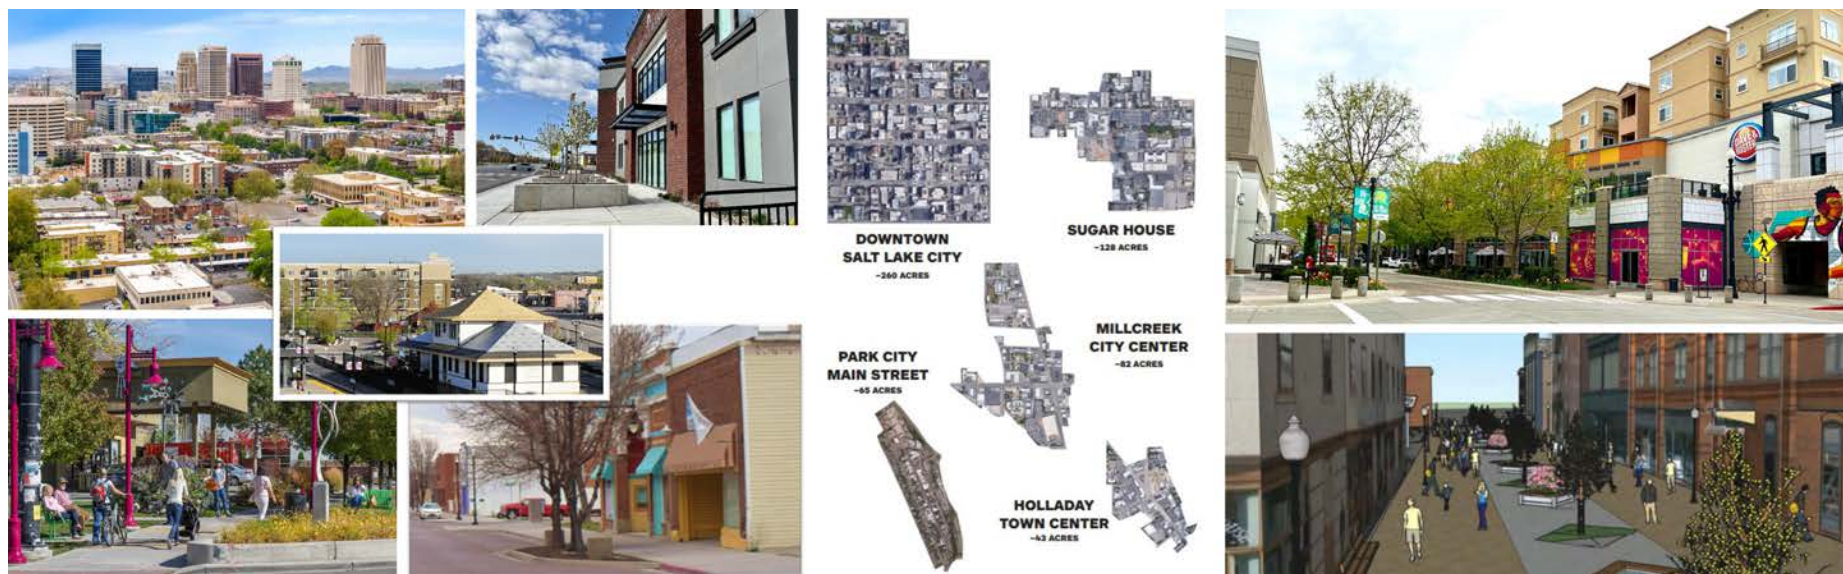 DOWNTOWN
SALT LAKE CITY
~260 ACRES
SUGAR HOUSE
~128 ACRES
MILLCREEK
CITY CENTER
~82 ACRES
PARK CITY
MAIN STREET
~65 ACRES
HOLLADAY
TOWN CENTER
~43 ACRES